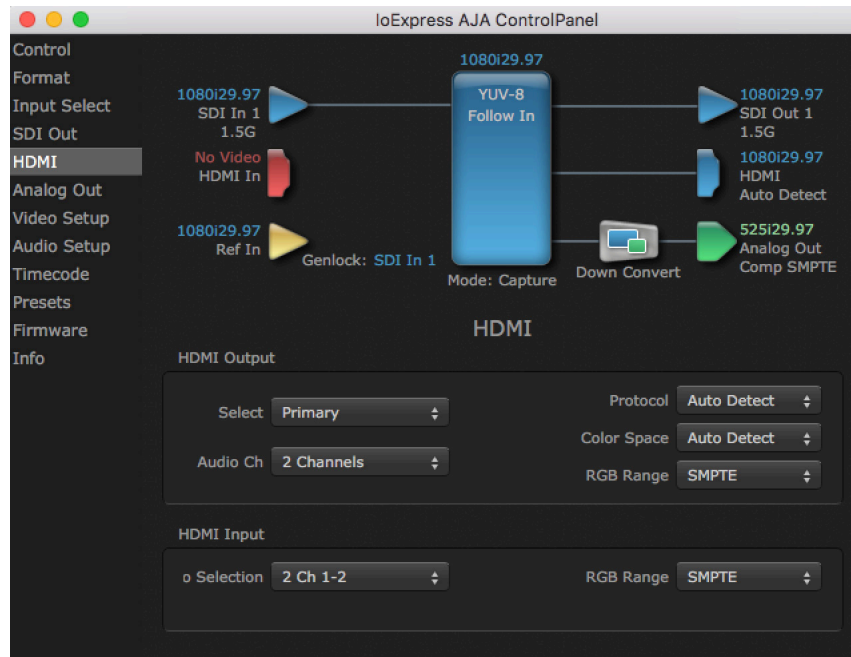 IoExpress AJA ControlPanel
Control
Format
Input Select
SDI Out
HDMI
Analog Out
Video Setup
Audio Setup
Timecode
Presets
Firmware
Info
1080i29.97
YUV-8
Follow In
1080i29.97
SDI In 1
1.5G
No Video
HDMI In
1080i29.97
Ref In
Genlock: SDI In 1
Mode: Capture
1080i29.97
SDI Out 1
1.5G
1080i29.97
HDMI
Auto Detect
525i29.97
Analog Out
Comp SMPTE
Down Convert
HDMI
HDMI Output
Select Primary
Audio Ch 2 Channels
Protocol Auto Detect
Color Space Auto Detect
RGB Range SMPTE
HDMI Input
o Selection 2 Ch 1-2
RGB Range SMPTE